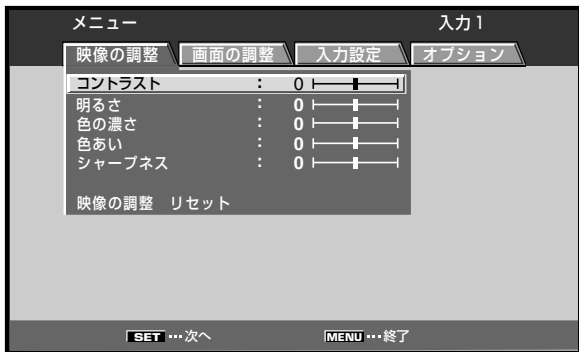 メニュー 入力1
映像の調整 画面の調整 入力設定 オプション
コントラスト : 0
明るさ : 0
色の濃さ : 0
色あい : 0
シャープネス : 0
映像の調整 リセット
SET …次へ MENU …終了